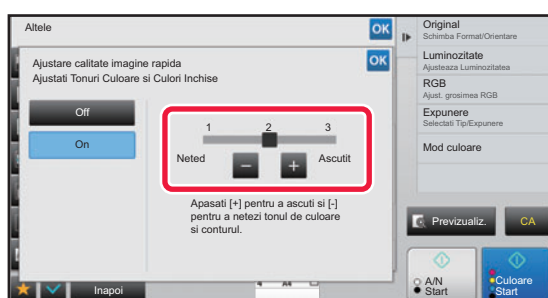 Altele
OK
Ajustare calitate imagine rapida
Ajustati Tonuri Culoare si Culori Inchise
OK
Off
On
1 2 3
Neted - + Ascutit
Apasati [+] pentru a ascuti si [-]
pentru a netezi tonul de culoare
si conturul.
Inapoi
A4
Original
Schimba Format/Orientare
Luminozitate
Ajusteaza Luminozitatea
RGB
Ajust. grosimea RGB
Expunere
Selectati Tip/Expunere
Mod culoare
Previzualiz.
CA
A/N
Start
Culoare
Start